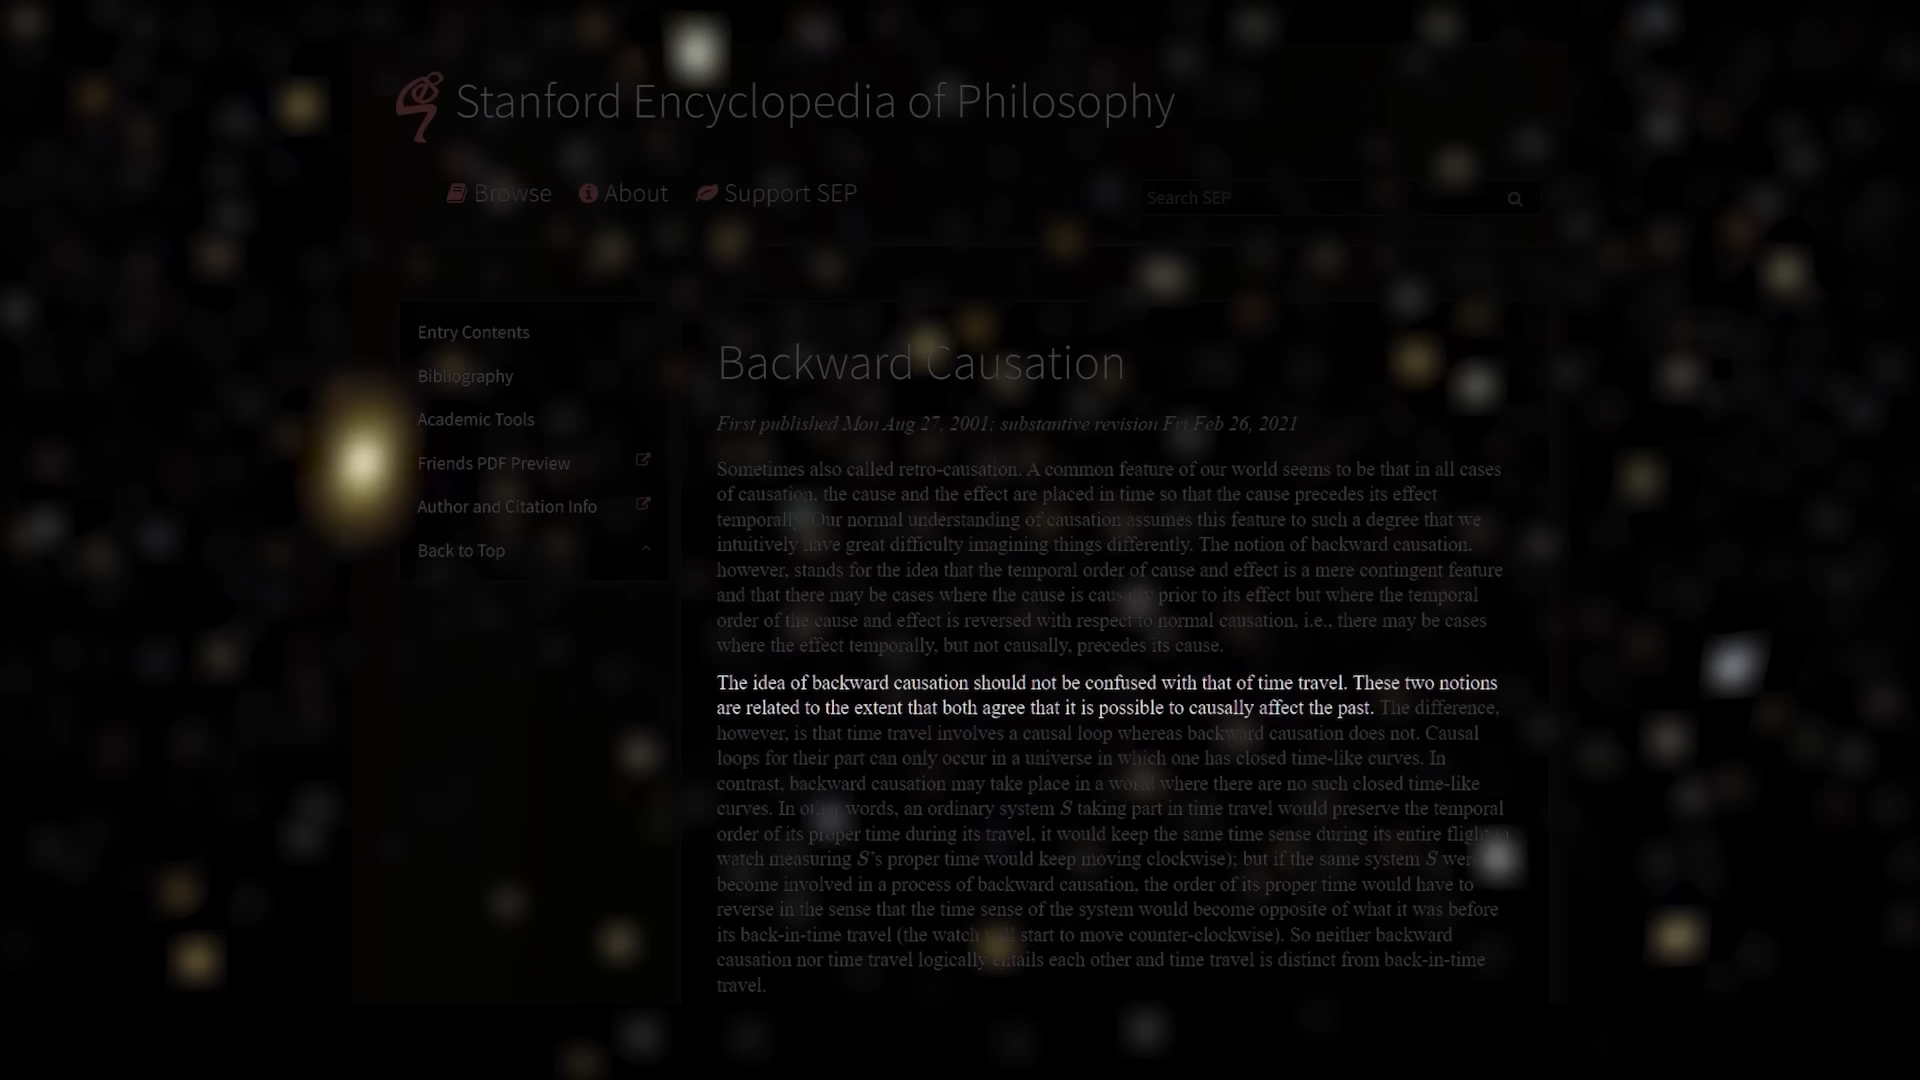 Stanford Encyclopedia of Philosophy
Browse About Support SEP
Search SEP
Entry Contents
Bibliography
Academic Tools
Friends PDF Preview
Author and Citation Info
Back to Top
Backward Causation
First published Mon Aug 27, 2001; substantive revision Fri Feb 26, 2021
Sometimes also called retro-causation. A common feature of our world seems to be that in all cases
of causation, the cause and the effect are placed in time so that the cause precedes its effect
temporally. Our normal understanding of causation assumes this feature to such a degree that we
intuitively have great difficulty imagining things differently. The notion of backward causation,
however, stands for the idea that the temporal order of cause and effect is a mere contingent feature
and that there may be cases where the cause is causally prior to its effect but where the temporal
order of the cause and effect is reversed with respect to normal causation, i.e., there may be cases
where the effect temporally, but not causally, precedes its cause.
The idea of backward causation should not be confused with that of time travel. These two notions
are related to the extent that both agree that it is possible to causally affect the past. The difference,
however, is that time travel involves a causal loop whereas backward causation does not. Causal
loops for their part can only occur in a universe in which one has closed time-like curves. In
contrast, backward causation may take place in a world where there are no such closed time-like
curves. In other words, an ordinary system S taking part in time travel would preserve the temporal
order of its proper time during its travel, it would keep the same time sense during its entire flight
watch measuring S's proper time would keep moving clockwise); but if the same system S were
become involved in a process of backward causation, the order of its proper time would have to
reverse in the sense that the time sense of the system would become opposite of what it was before
its back-in-time travel (the watch will start to move counter-clockwise). So neither backward
causation nor time travel logically entails each other and time travel is distinct from back-in-time
travel.